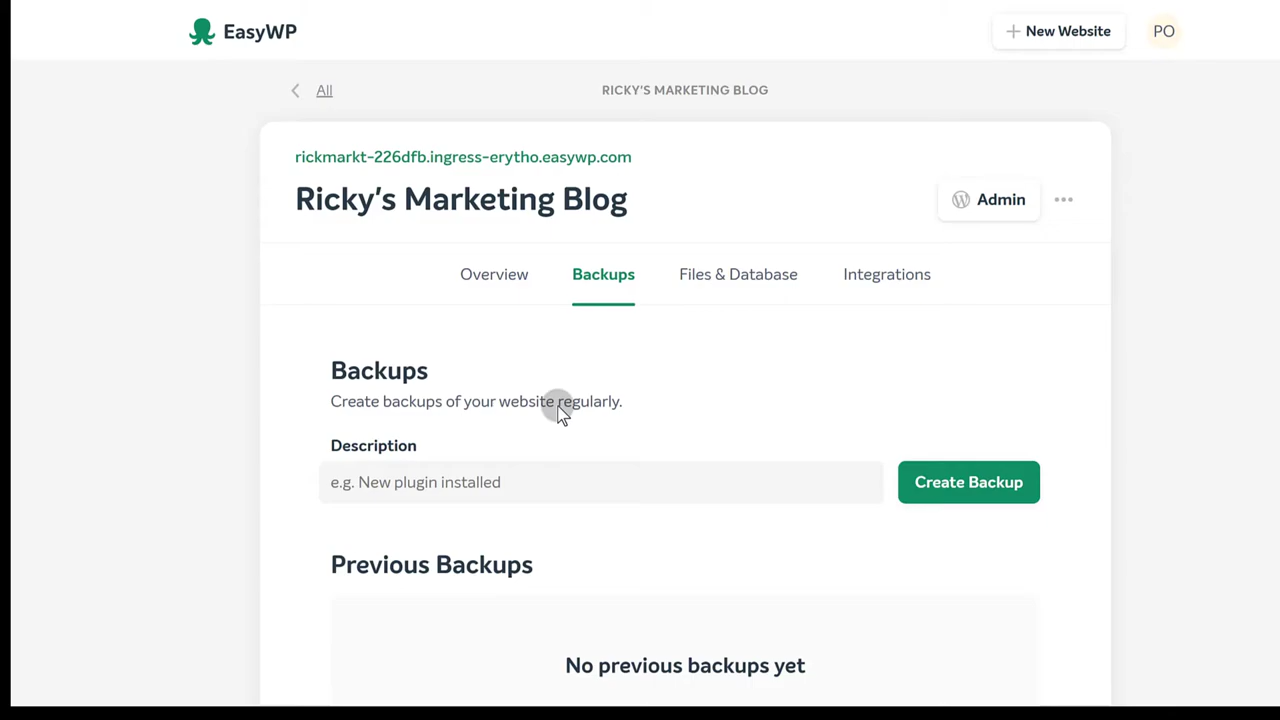 EasyWP
New Website
PO
All
RICKY'S MARKETING BLOG
rickmarkt-226dfb.ingress-erytho.easywp.com
Ricky's Marketing Blog
Admin
Overview
Backups
Files & Database
Integrations
Backups
Create backups of your website regularly.
Description
e.g. New plugin installed
Create Backup
Previous Backups
No previous backups yet